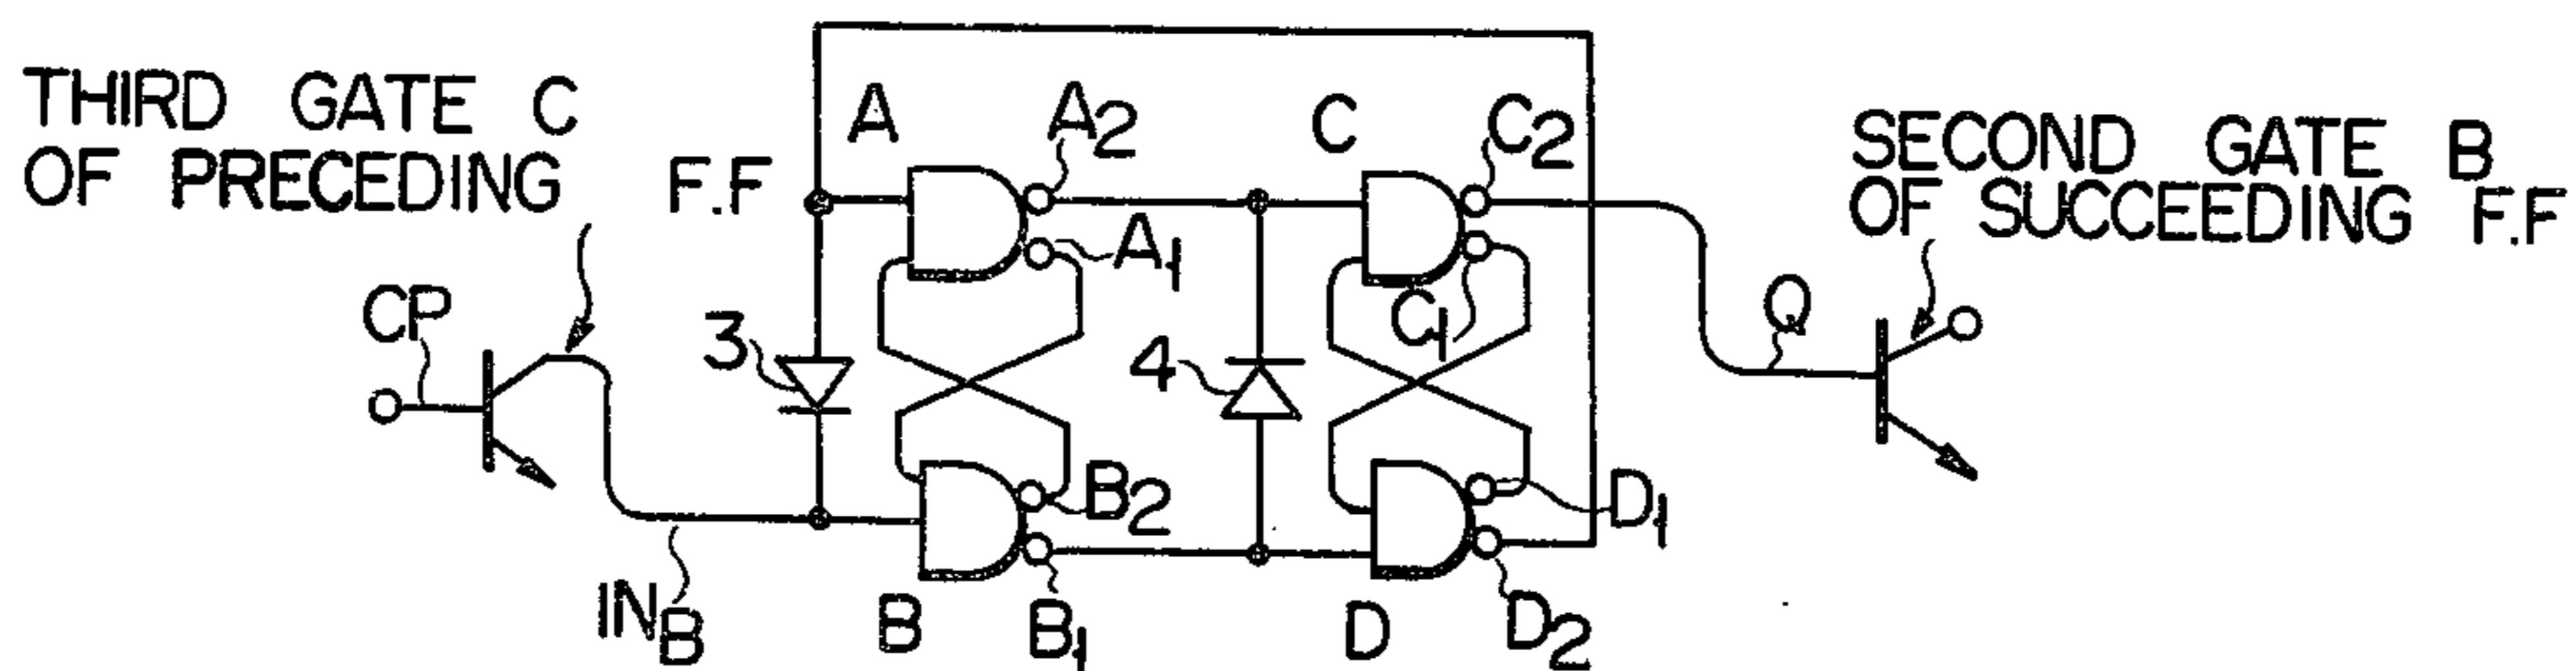 THIRD GATE C
OF PRECEDING F.F
SECOND GATE B
OF SUCCEEDING F.F
A
A2
A1
C
C2
C1
CP
3
4
Q
INB
B
B2
B1
D
D1
D2